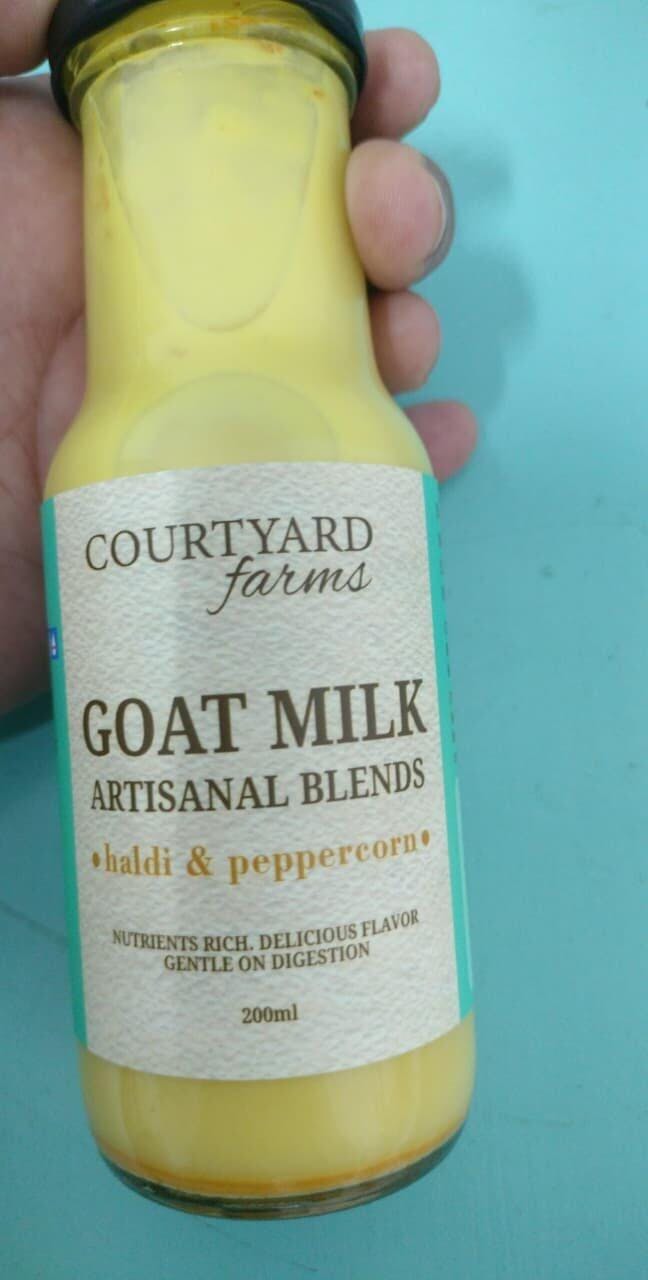 COURTYARD
farms
GOAT MILK
ARTISANAL BLENDS
•haldi & peppercorn•
NUTRIENTS RICH. DELICIOUS FLAVOR
GENTLE ON DIGESTION
200ml